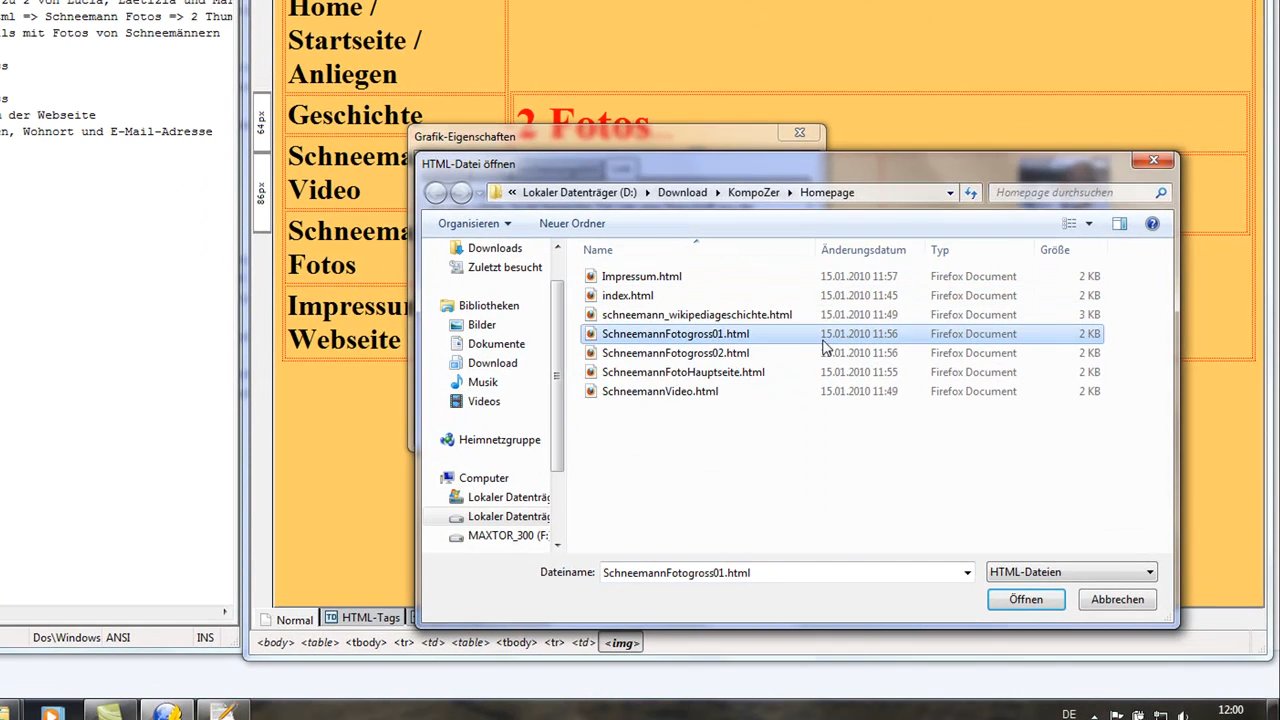 zu 2 von Lucia, Laetizia und Mar
ml => Schneemann Fotos => 2 Thum
ils mit Fotos von Schneemännern
s
s
n der Webseite
en, Wohnort und E-Mail-Adresse
Dos\Windows ANSI INS
Home /
Startseite /
Anliegen
Geschichte
Schneema
Video
Schneema
Fotos
Impressum
Webseite
2 Fotos
Grafik-Eigenschaften
HTML-Datei öffnen
« Lokaler Datenträger (D:) Download KompoZer Homepage
Homepage durchsuchen
Organisieren Neuer Ordner
Downloads
Zuletzt besucht
Bibliotheken
Bilder
Dokumente
Download
Musik
Videos
Heimnetzgruppe
Computer
Lokaler Datenträg
Lokaler Datenträg
MAXTOR_300 (F:
Name Änderungsdatum Typ Größe
Impressum.html 15.01.2010 11:57 Firefox Document 2 KB
index.html 15.01.2010 11:45 Firefox Document 2 KB
schneemann_wikipediageschichte.html 15.01.2010 11:49 Firefox Document 3 KB
SchneemannFotogross01.html 15.01.2010 11:56 Firefox Document 2 KB
SchneemannFotogross02.html 15.01.2010 11:56 Firefox Document 2 KB
SchneemannFotoHauptseite.html 15.01.2010 11:55 Firefox Document 2 KB
SchneemannVideo.html 15.01.2010 11:49 Firefox Document 2 KB
Dateiname: SchneemannFotogross01.html HTML-Dateien
Öffnen Abbrechen
64px
86px
Normal HTML-Tags
<body> <table> <tbody> <tr> <td> <table> <tbody> <tr> <td> <img>
DE 12:00